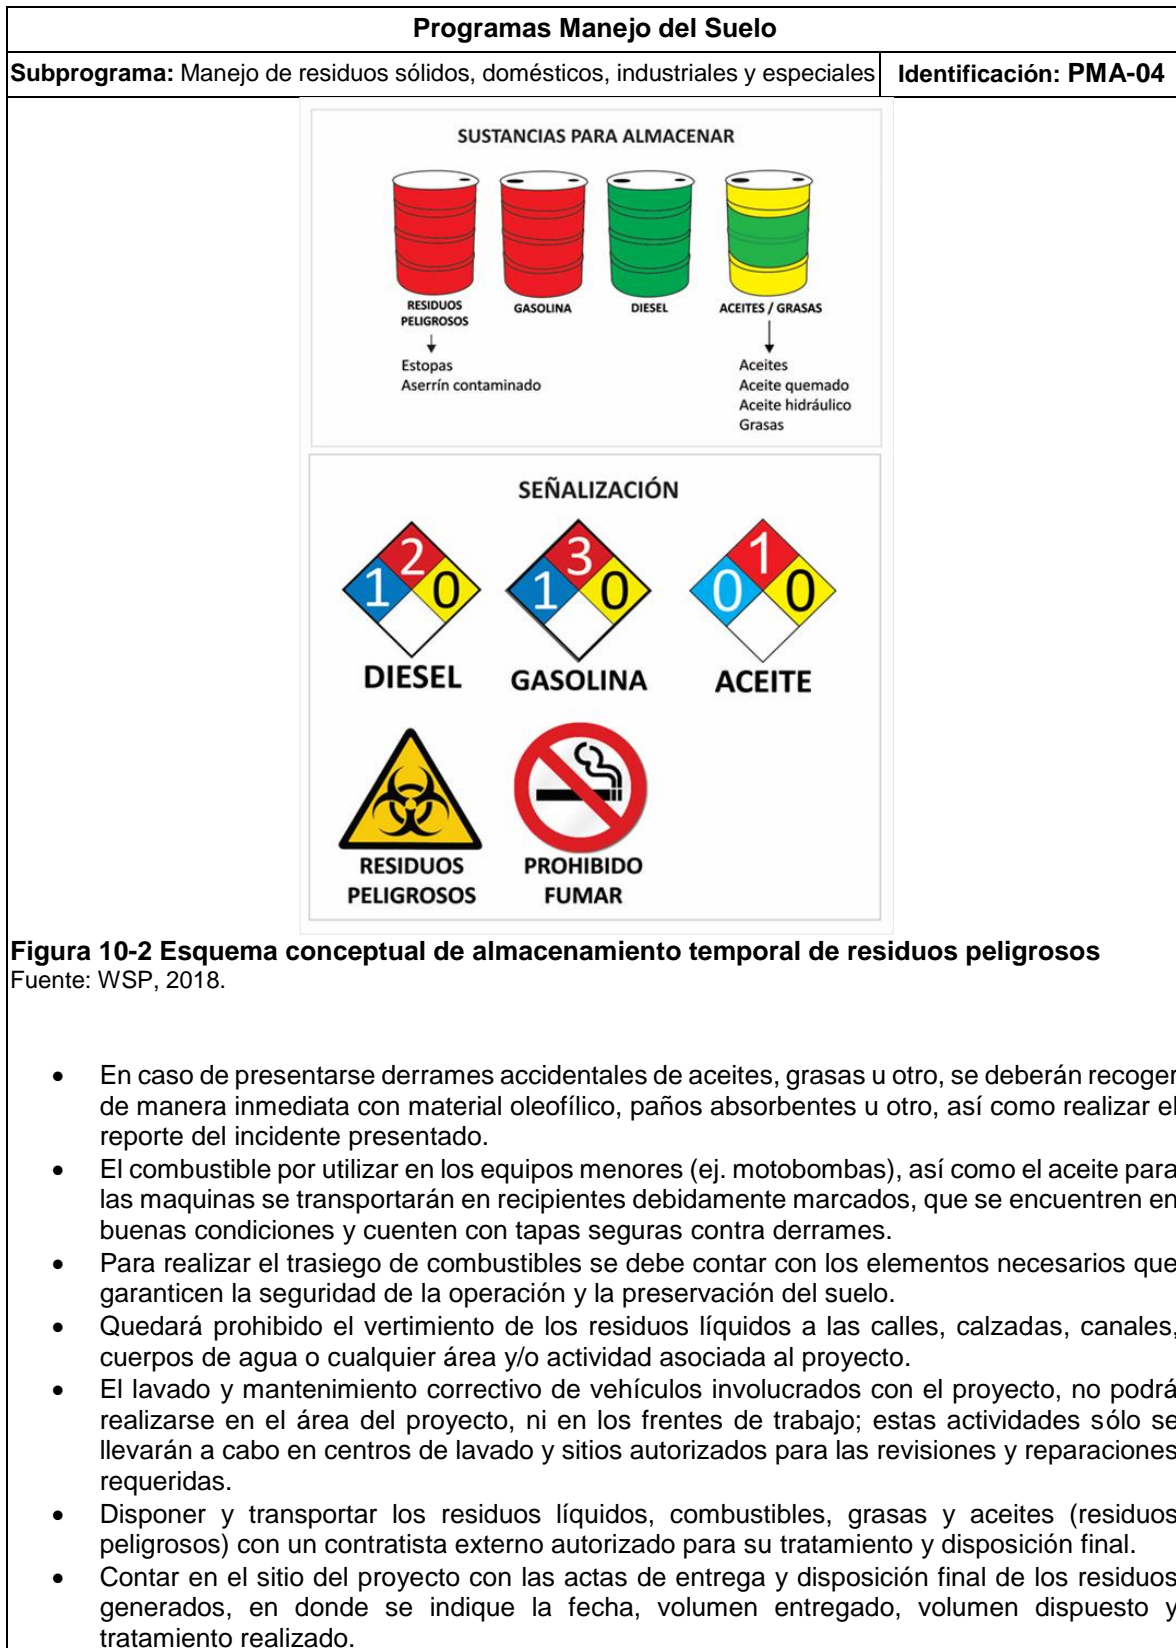 Programas Manejo del Suelo
Subprograma: Manejo de residuos sólidos, domésticos, industriales y especiales
Identificación: PMA-04
SUSTANCIAS PARA ALMACENAR
RESIDUOS
PELIGROSOS
GASOLINA
DIESEL
ACEITES / GRASAS
Estopas
Aserrín contaminado
Aceites
Aceite quemado
Aceite hidráulico
Grasas
SEÑALIZACIÓN
2
1 0
DIESEL
3
1 0
GASOLINA
1
0 0
ACEITE
RESIDUOS
PELIGROSOS
PROHIBIDO
FUMAR
Figura 10-2 Esquema conceptual de almacenamiento temporal de residuos peligrosos
Fuente: WSP, 2018.
• En caso de presentarse derrames accidentales de aceites, grasas u otro, se deberán recoger
de manera inmediata con material oleofílico, paños absorbentes u otro, así como realizar el
reporte del incidente presentado.
• El combustible por utilizar en los equipos menores (ej. motobombas), así como el aceite para
las maquinas se transportarán en recipientes debidamente marcados, que se encuentren en
buenas condiciones y cuenten con tapas seguras contra derrames.
• Para realizar el trasiego de combustibles se debe contar con los elementos necesarios que
garanticen la seguridad de la operación y la preservación del suelo.
• Quedará prohibido el vertimiento de los residuos líquidos a las calles, calzadas, canales,
cuerpos de agua o cualquier área y/o actividad asociada al proyecto.
• El lavado y mantenimiento correctivo de vehículos involucrados con el proyecto, no podrá
realizarse en el área del proyecto, ni en los frentes de trabajo; estas actividades sólo se
llevarán a cabo en centros de lavado y sitios autorizados para las revisiones y reparaciones
requeridas.
• Disponer y transportar los residuos líquidos, combustibles, grasas y aceites (residuos
peligrosos) con un contratista externo autorizado para su tratamiento y disposición final.
• Contar en el sitio del proyecto con las actas de entrega y disposición final de los residuos
generados, en donde se indique la fecha, volumen entregado, volumen dispuesto y
tratamiento realizado.